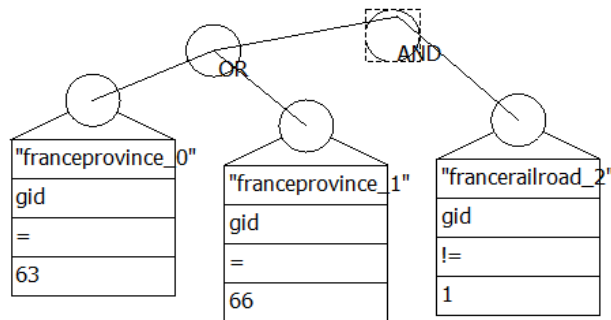 AND
OR
"franceprovince_0"
gid
=
63
"franceprovince_1"
gid
=
66
"francerailroad_2"
gid
!=
1